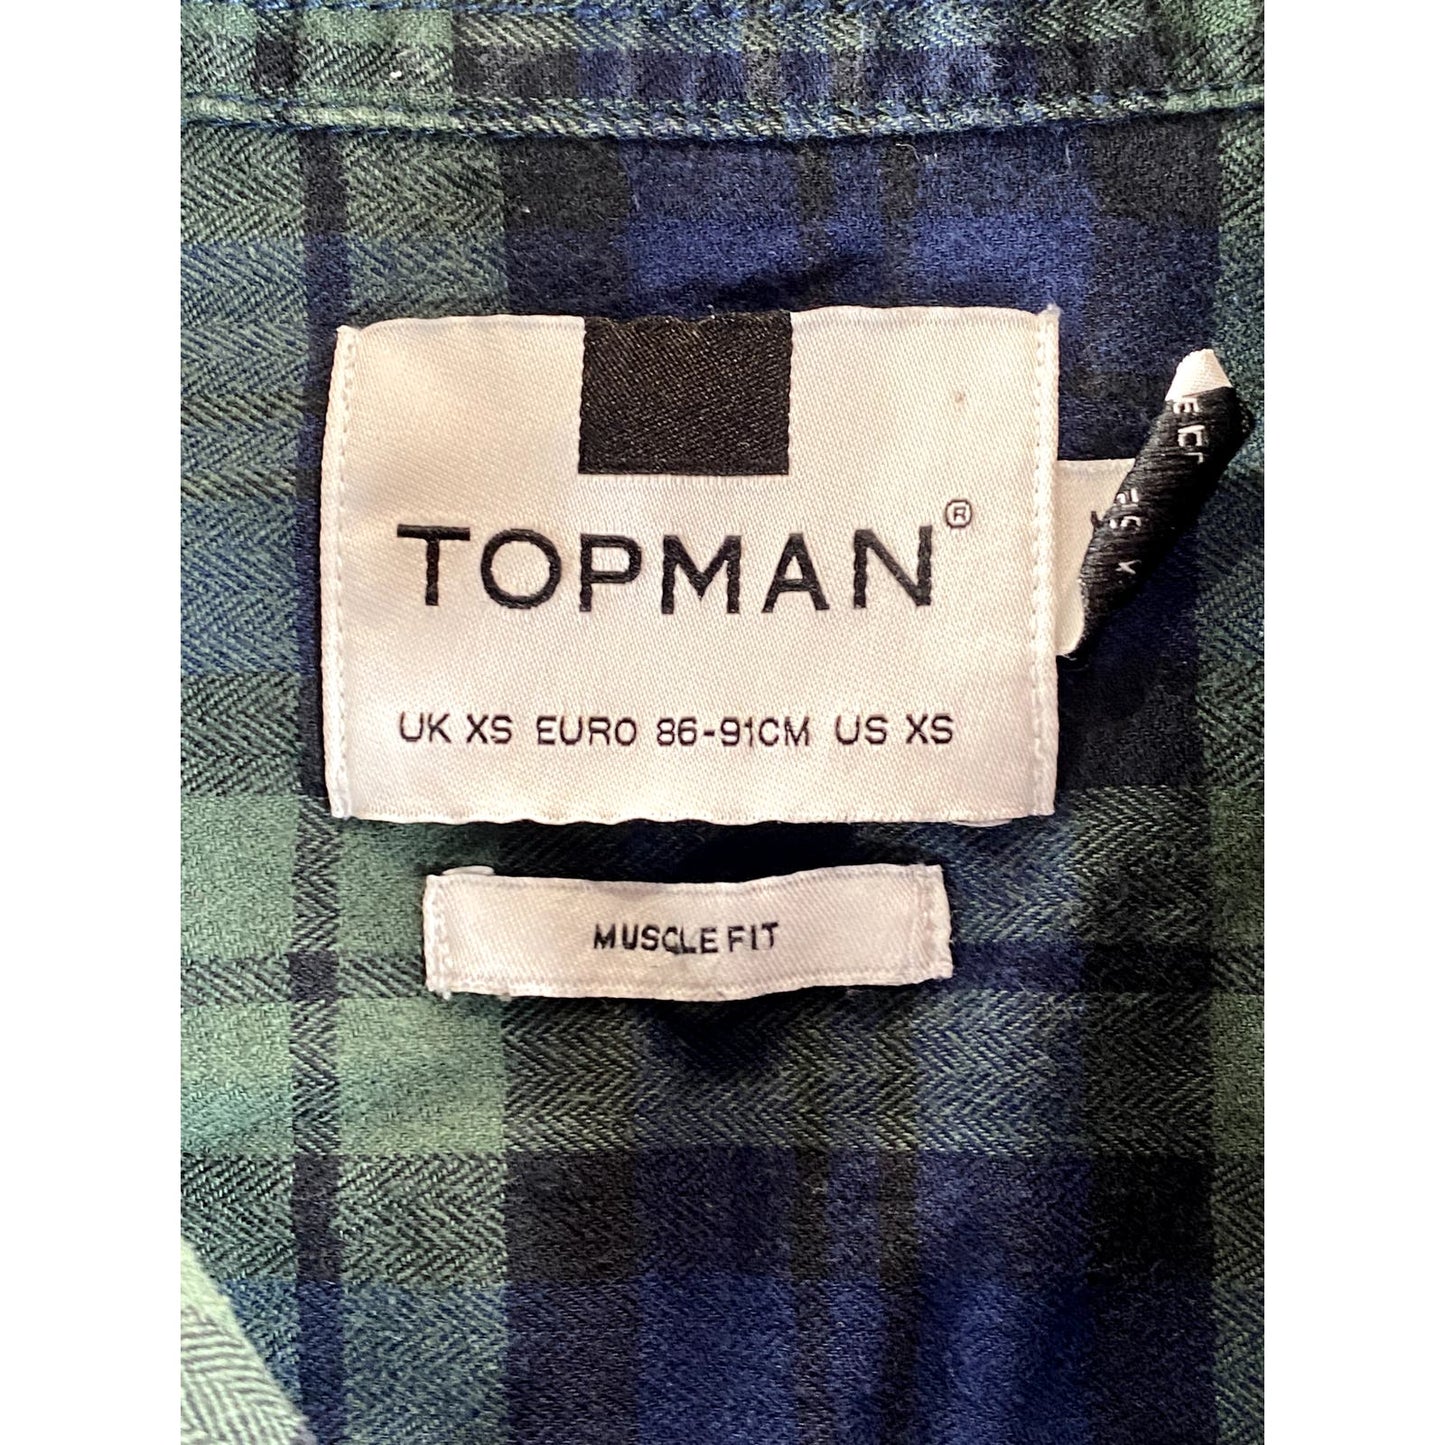 TOPMAN®
UK XS EURO 86-91CM US XS
MUSCLE FIT